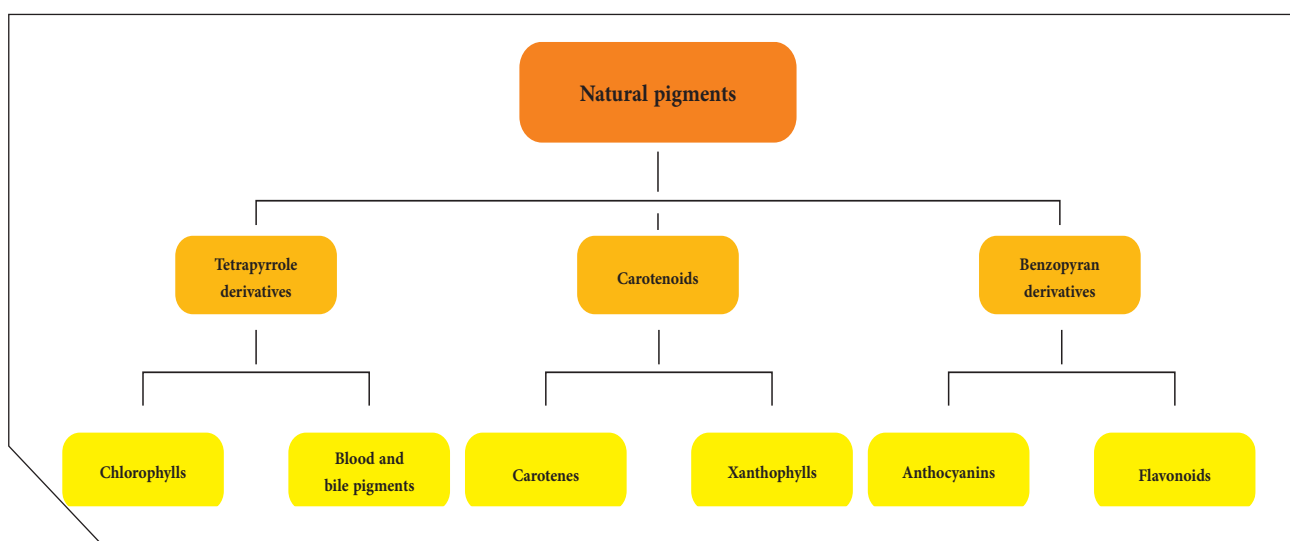 Natural pigments
Tetrapyrrole
derivatives
Carotenoids
Benzopyran
derivatives
Chlorophylls
Blood and
bile pigments
Carotenes
Xanthophylls
Anthocyanins
Flavonoids